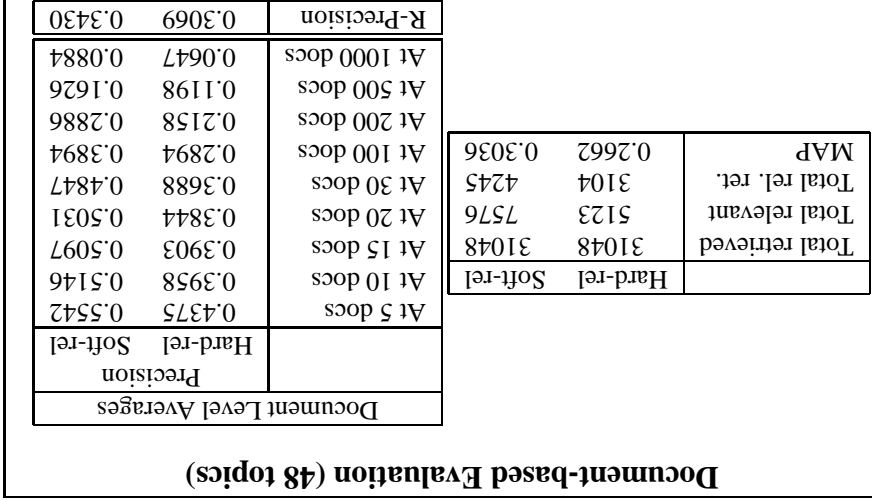 Document-based Evaluation (48 topics)
Hard-rel Soft-rel
Total retrieved 31048 31048
Total relevant 5123 7576
Total rel. ret. 3104 4245
MAP 0.2662 0.3036
Document Level Averages
Precision
Hard-rel Soft-rel
At 5 docs 0.4375 0.5542
At 10 docs 0.3958 0.5146
At 15 docs 0.3903 0.5097
At 20 docs 0.3844 0.5031
At 30 docs 0.3688 0.4847
At 100 docs 0.2894 0.3894
At 200 docs 0.2158 0.2886
At 500 docs 0.1198 0.1626
At 1000 docs 0.0647 0.0884
R-Precision 0.3069 0.3430